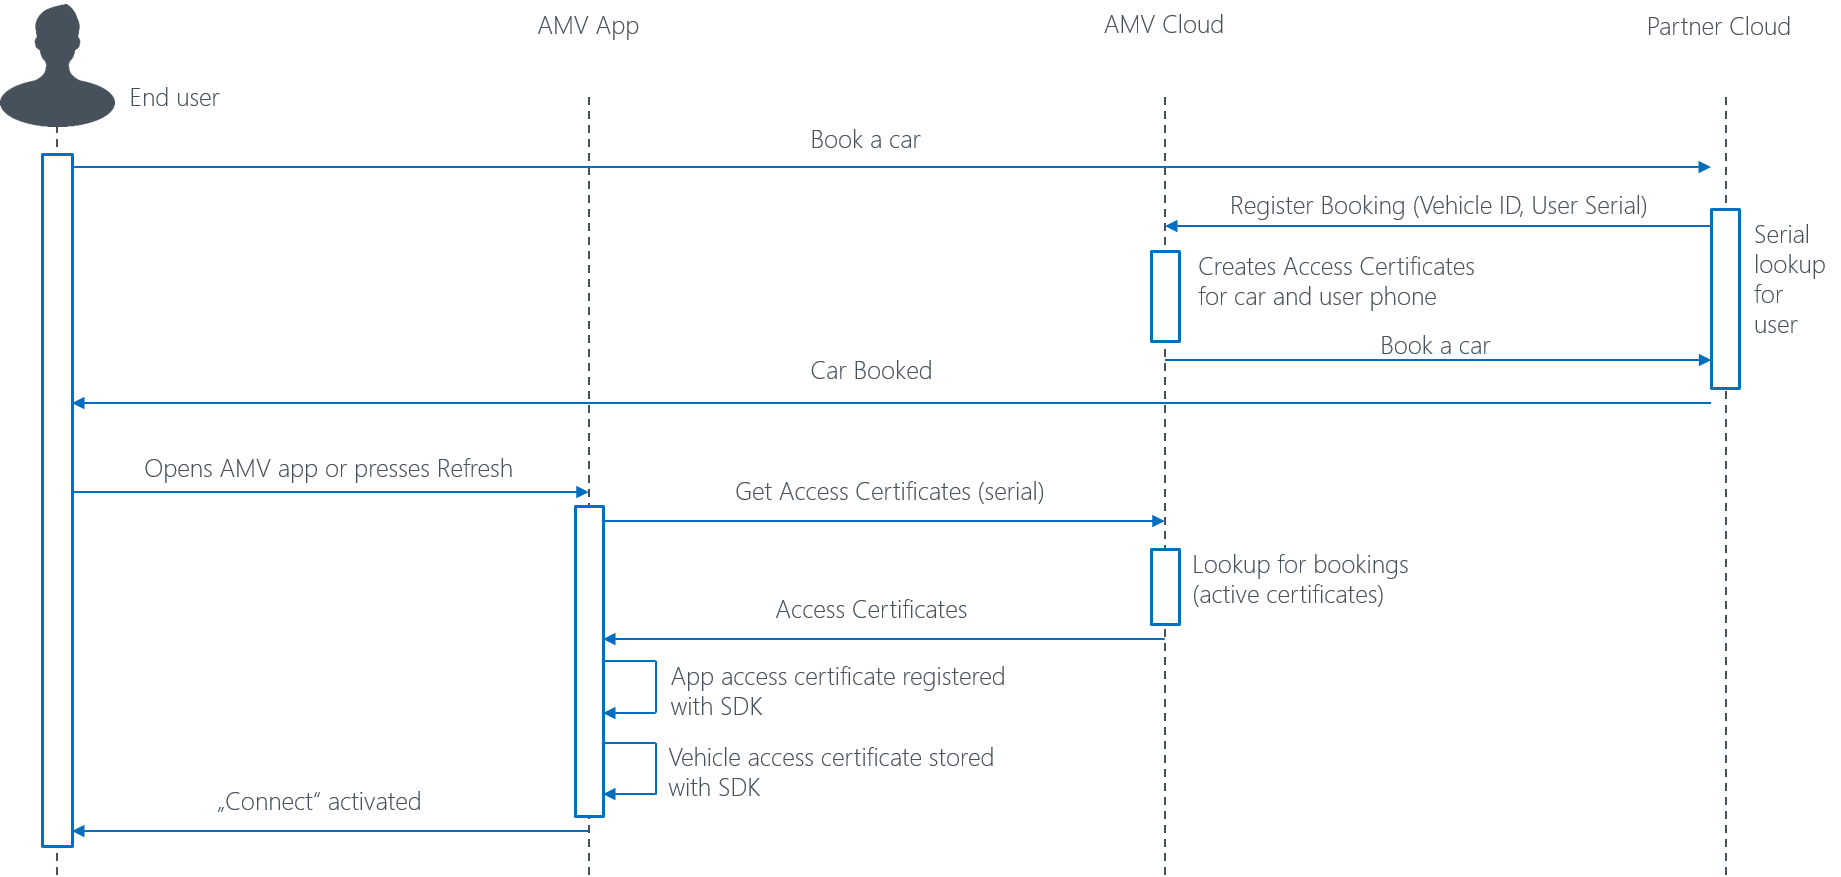 AMV App
AMV Cloud
Partner Cloud
End user
Book a car
Register Booking (Vehicle ID, User Serial)
Serial
lookup
for
user
Creates Access Certificates
for car and user phone
Book a car
Car Booked
Opens AMV app or presses Refresh
Get Access Certificates (serial)
Lookup for bookings
(active certificates)
Access Certificates
App access certificate registered
with SDK
Vehicle access certificate stored
with SDK
„Connect“ activated